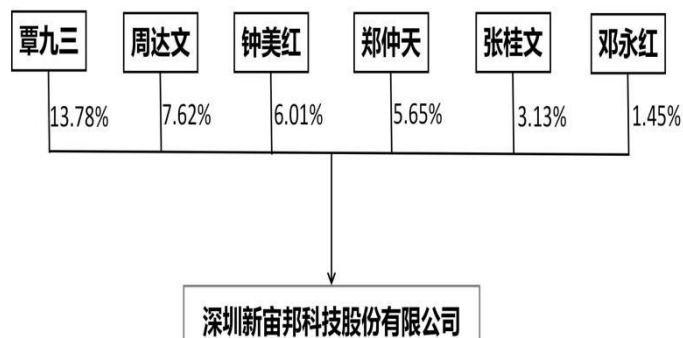 覃九三 周达文 钟美红 郑仲天 张桂文 邓永红
13.78% 7.62% 6.01% 5.65% 3.13% 1.45%
深圳新宙邦科技股份有限公司